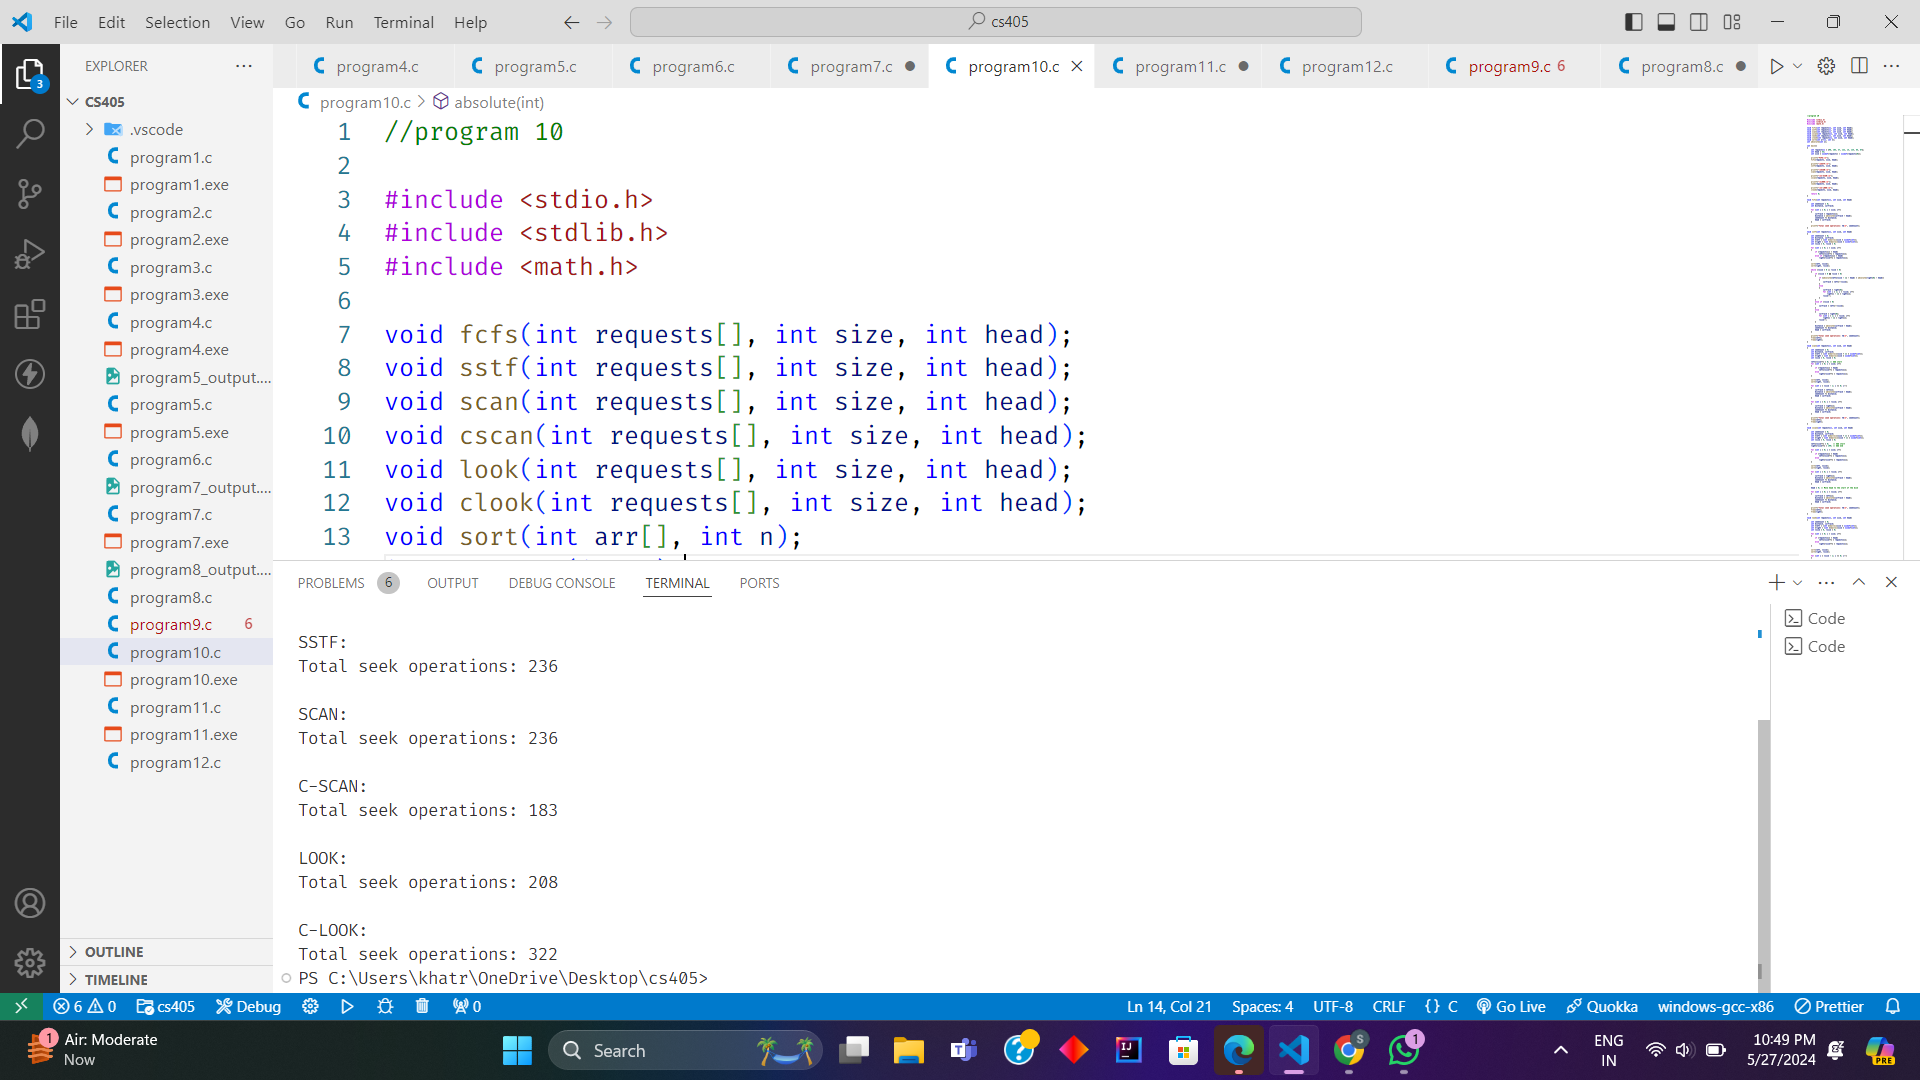 File Edit Selection View Go Run Terminal Help
cs405
EXPLORER
CS405
.vscode
program1.c
program1.exe
program2.c
program2.exe
program3.c
program3.exe
program4.c
program4.exe
program5_output....
program5.c
program5.exe
program6.c
program7_output....
program7.c
program7.exe
program8_output....
program8.c
program9.c 6
program10.c
program10.exe
program11.c
program11.exe
program12.c
OUTLINE
TIMELINE
3
program4.c program5.c program6.c program7.c program10.c program11.c program12.c program9.c 6 program8.c
program10.c > absolute(int)
1 //program 10
2
3 #include <stdio.h>
4 #include <stdlib.h>
5 #include <math.h>
6
7 void fcfs(int requests[], int size, int head);
8 void sstf(int requests[], int size, int head);
9 void scan(int requests[], int size, int head);
10 void cscan(int requests[], int size, int head);
11 void look(int requests[], int size, int head);
12 void clook(int requests[], int size, int head);
13 void sort(int arr[], int n);
PROBLEMS 6 OUTPUT DEBUG CONSOLE TERMINAL PORTS
SSTF:
Total seek operations: 236
SCAN:
Total seek operations: 236
C-SCAN:
Total seek operations: 183
LOOK:
Total seek operations: 208
C-LOOK:
Total seek operations: 322
PS C:\Users\khatr\OneDrive\Desktop\cs405>
Code
Code
6 0 cs405 Debug 0
Ln 14, Col 21 Spaces: 4 UTF-8 CRLF {} C Go Live Quokka windows-gcc-x86 Prettier
1 Air: Moderate
Now
Search
S
1
ENG
IN
10:49 PM
5/27/2024
PRE